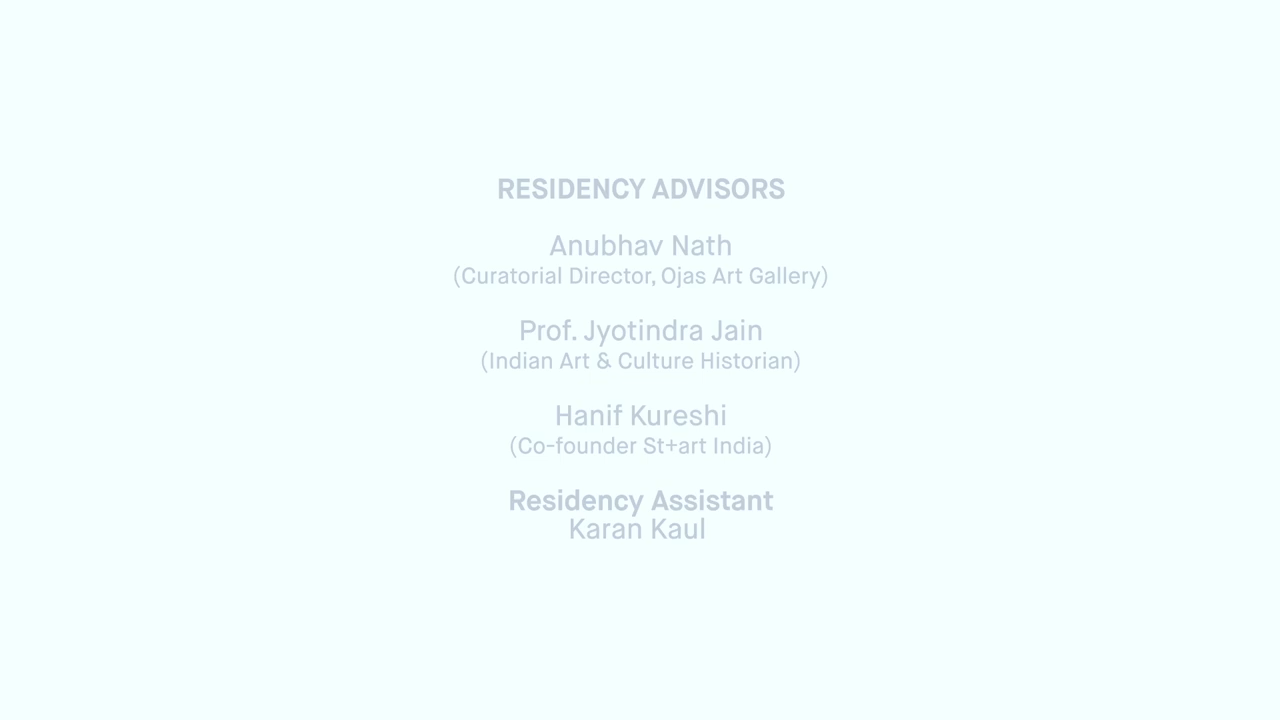 RESIDENCY ADVISORS
Anubhav Nath
(Curatorial Director, Ojas Art Gallery)
Prof. Jyotindra Jain
(Indian Art & Culture Historian)
Hanif Kureshi
(Co-founder St+art India)
Residency Assistant
Karan Kaul